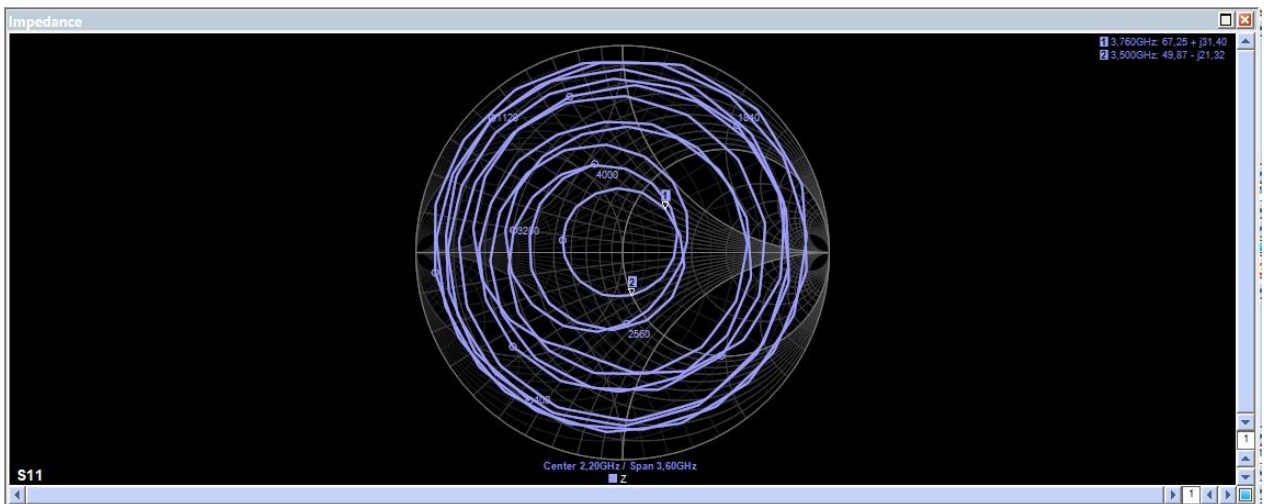 Impedance
1 3,760GHz: 67,25 + j31,40
2 3,500GHz: 49,87 - j21,32
1120
1840
4000
1
3280
2
2560
400
Center 2,20GHz / Span 3,60GHz
Z
S11
1
1